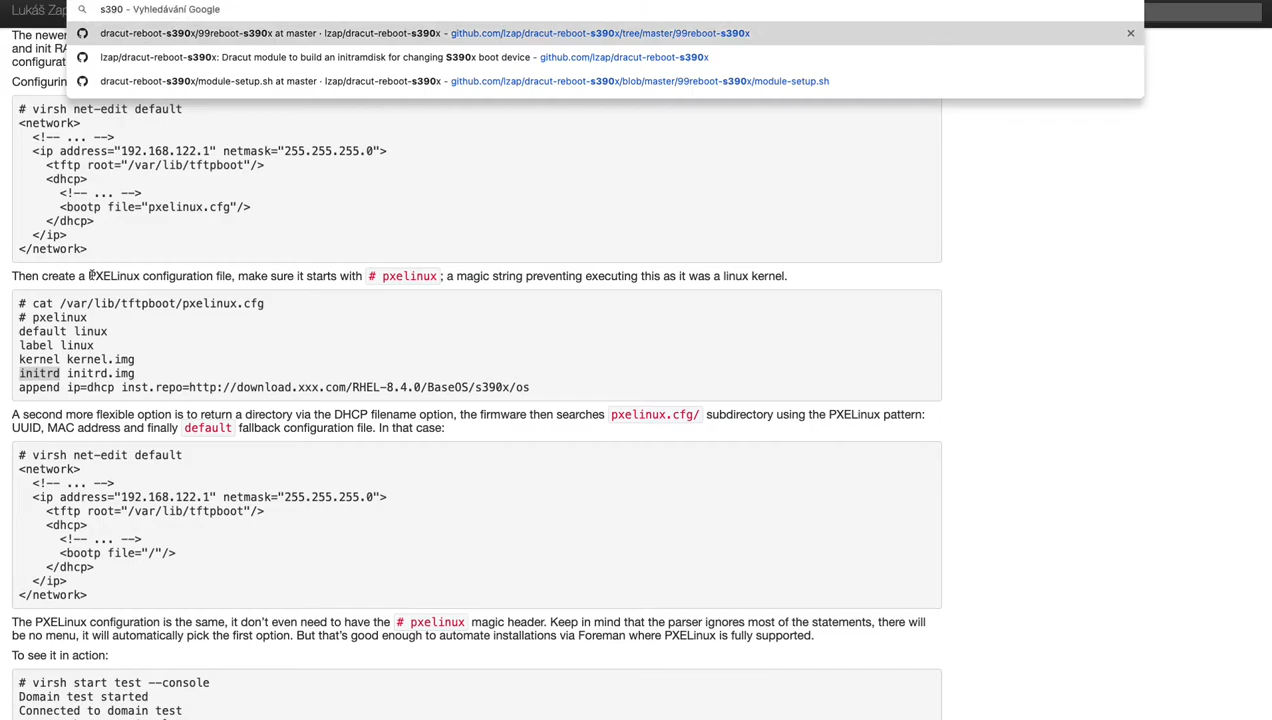 Lukáš Zap
s390 - Vyhledávání Google
dracut-reboot-s390x/99reboot-s390x at master · lzap/dracut-reboot-s390x - github.com/lzap/dracut-reboot-s390x/tree/master/99reboot-s390x
lzap/dracut-reboot-s390x: Dracut module to build an initramdisk for changing S390x boot device - github.com/lzap/dracut-reboot-s390x
dracut-reboot-s390x/module-setup.sh at master · lzap/dracut-reboot-s390x - github.com/lzap/dracut-reboot-s390x/blob/master/99reboot-s390x/module-setup.sh
The newer
and init RA
configurat
Configurin
# virsh net-edit default
<network>
<!-- ... -->
<ip address="192.168.122.1" netmask="255.255.255.0">
<tftp root="/var/lib/tftpboot"/>
<dhcp>
<!-- ... -->
<bootp file="pxelinux.cfg"/>
</dhcp>
</ip>
</network>
Then create a PXELinux configuration file, make sure it starts with # pxelinux ; a magic string preventing executing this as it was a linux kernel.
# cat /var/lib/tftpboot/pxelinux.cfg
# pxelinux
default linux
label linux
kernel kernel.img
initrd initrd.img
append ip=dhcp inst.repo=http://download.xxx.com/RHEL-8.4.0/BaseOS/s390x/os
A second more flexible option is to return a directory via the DHCP filename option, the firmware then searches pxelinux.cfg/ subdirectory using the PXELinux pattern:
UUID, MAC address and finally default fallback configuration file. In that case:
# virsh net-edit default
<network>
<!-- ... -->
<ip address="192.168.122.1" netmask="255.255.255.0">
<tftp root="/var/lib/tftpboot"/>
<dhcp>
<!-- ... -->
<bootp file="/"/>
</dhcp>
</ip>
</network>
The PXELinux configuration is the same, it don't even need to have the # pxelinux magic header. Keep in mind that the parser ignores most of the statements, there will
be no menu, it will automatically pick the first option. But that's good enough to automate installations via Foreman where PXELinux is fully supported.
To see it in action:
# virsh start test --console
Domain test started
Connected to domain test